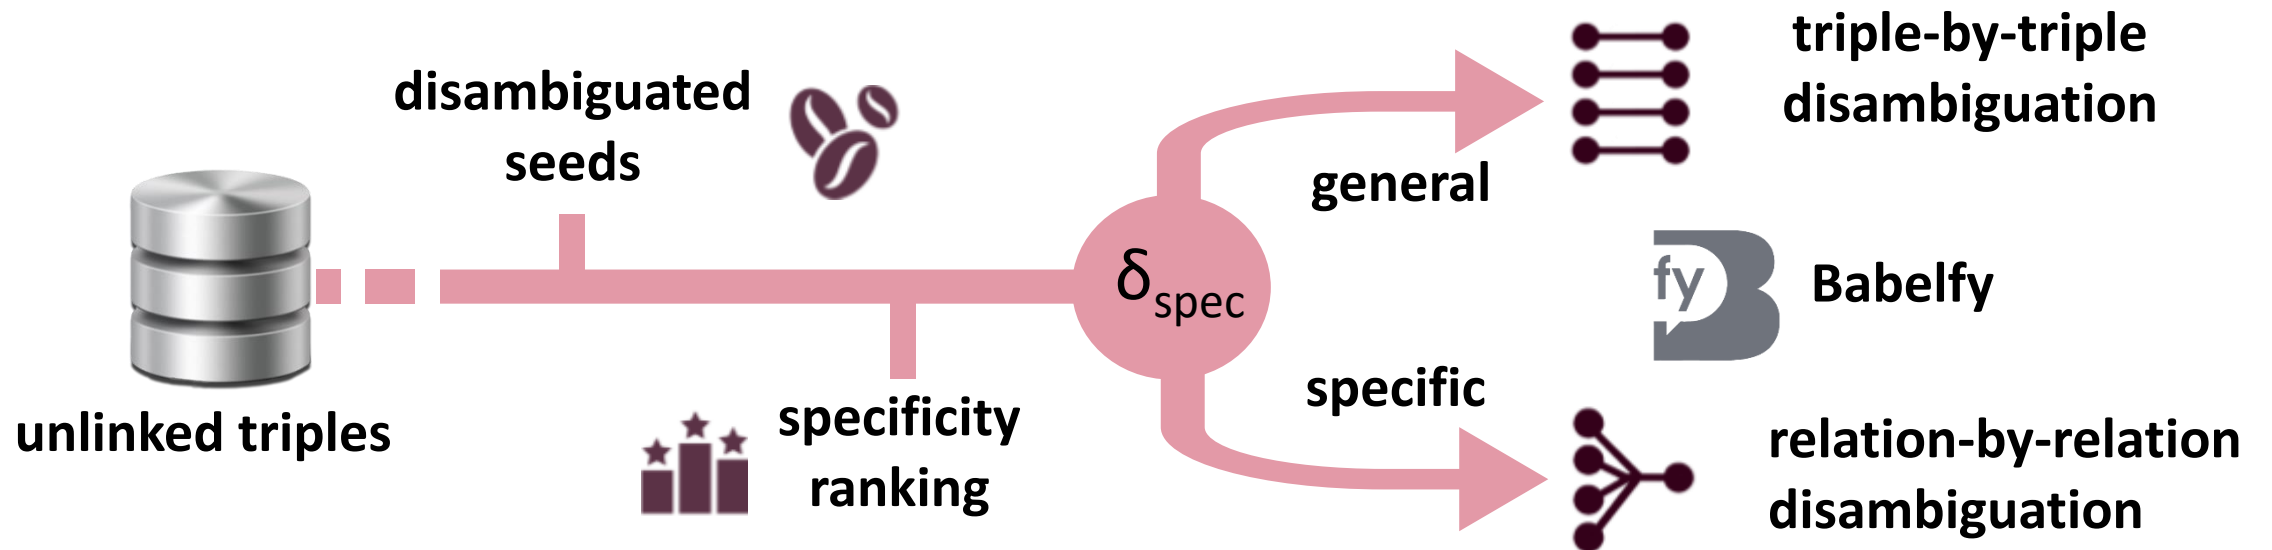 unlinked triples
disambiguated
seeds
specificity
ranking
δspec
general
specific
triple-by-triple
disambiguation
fy
Babelfy
relation-by-relation
disambiguation